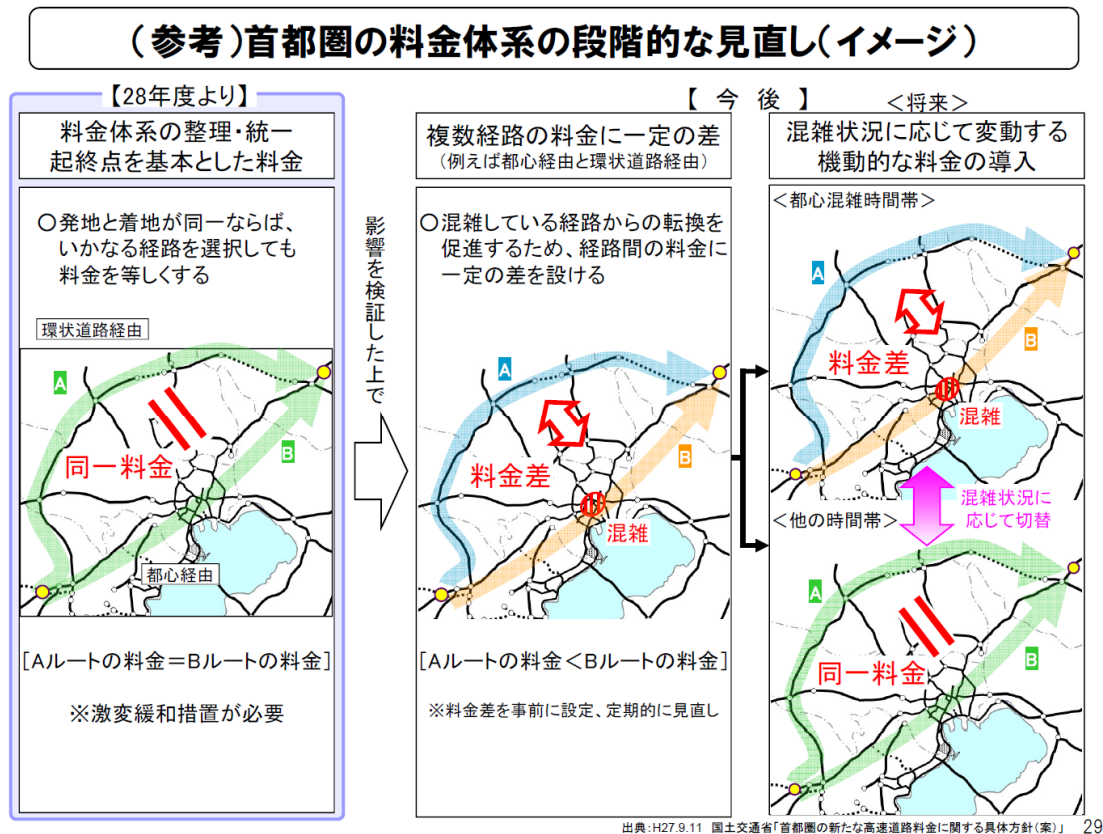 （参考）首都圏の料金体系の段階的な見直し（イメージ）
【28年度より】
料金体系の整理・統一
起終点を基本とした料金
○発地と着地が同一ならば、
いかなる経路を選択しても
料金を等しくする
環状道路経由
A
同一料金
B
都心経由
[Aルートの料金＝Bルートの料金]
※激変緩和措置が必要
影響を検証した上で
【 今 後 】
複数経路の料金に一定の差
（例えば都心経由と環状道路経由）
○混雑している経路からの転換を
促進するため、経路間の料金に
一定の差を設ける
A
料金差
B
混雑
[Aルートの料金＜Bルートの料金]
※料金差を事前に設定、定期的に見直し
＜将来＞
混雑状況に応じて変動する
機動的な料金の導入
＜都心混雑時間帯＞
A
料金差
B
混雑
混雑状況に
応じて切替
＜他の時間帯＞
A
同一料金
B
出典：H27.9.11 国土交通省「首都圏の新たな高速道路料金に関する具体方針（案）」
29